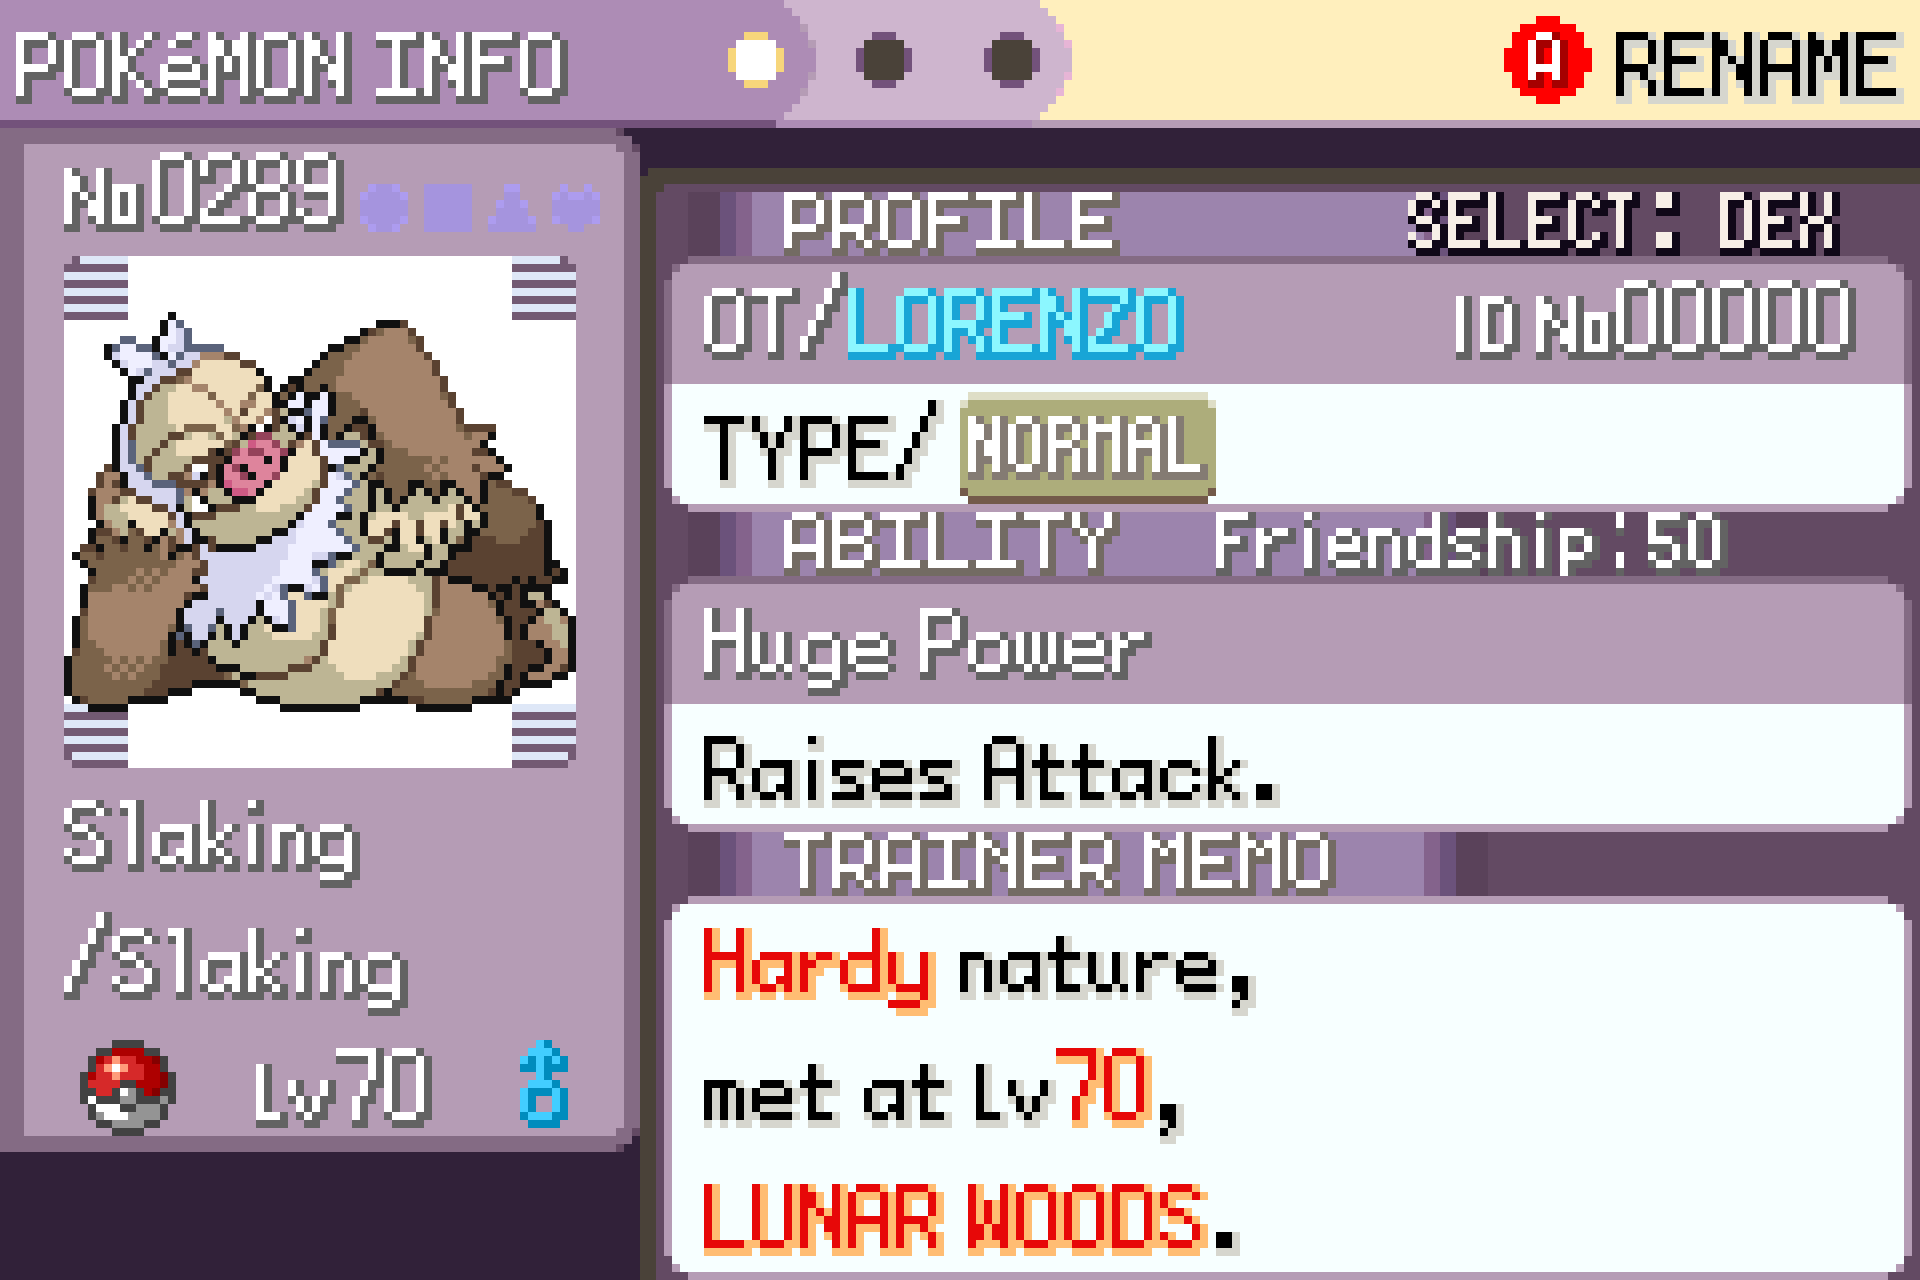 POKéMON INFO
A RENAME
No0289
PROFILE SELECT: DEX
OT/LORENZO ID No00000
TYPE/ NORMAL
ABILITY Friendship:50
Huge Power
Raises Attack.
Slaking
/Slaking
Lv70 ♂
TRAINER MEMO
Hardy nature,
met at Lv70,
LUNAR WOODS.